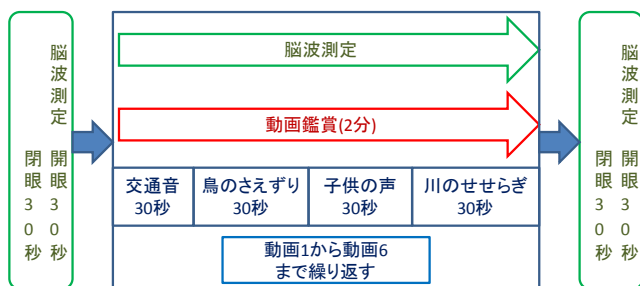 脳波測定 開眼30秒
閉眼30秒
脳波測定
動画鑑賞(2分)
交通音
30秒
鳥のさえずり
30秒
子供の声
30秒
川のせせらぎ
30秒
動画1から動画6
まで繰り返す
脳波測定 開眼30秒
閉眼30秒